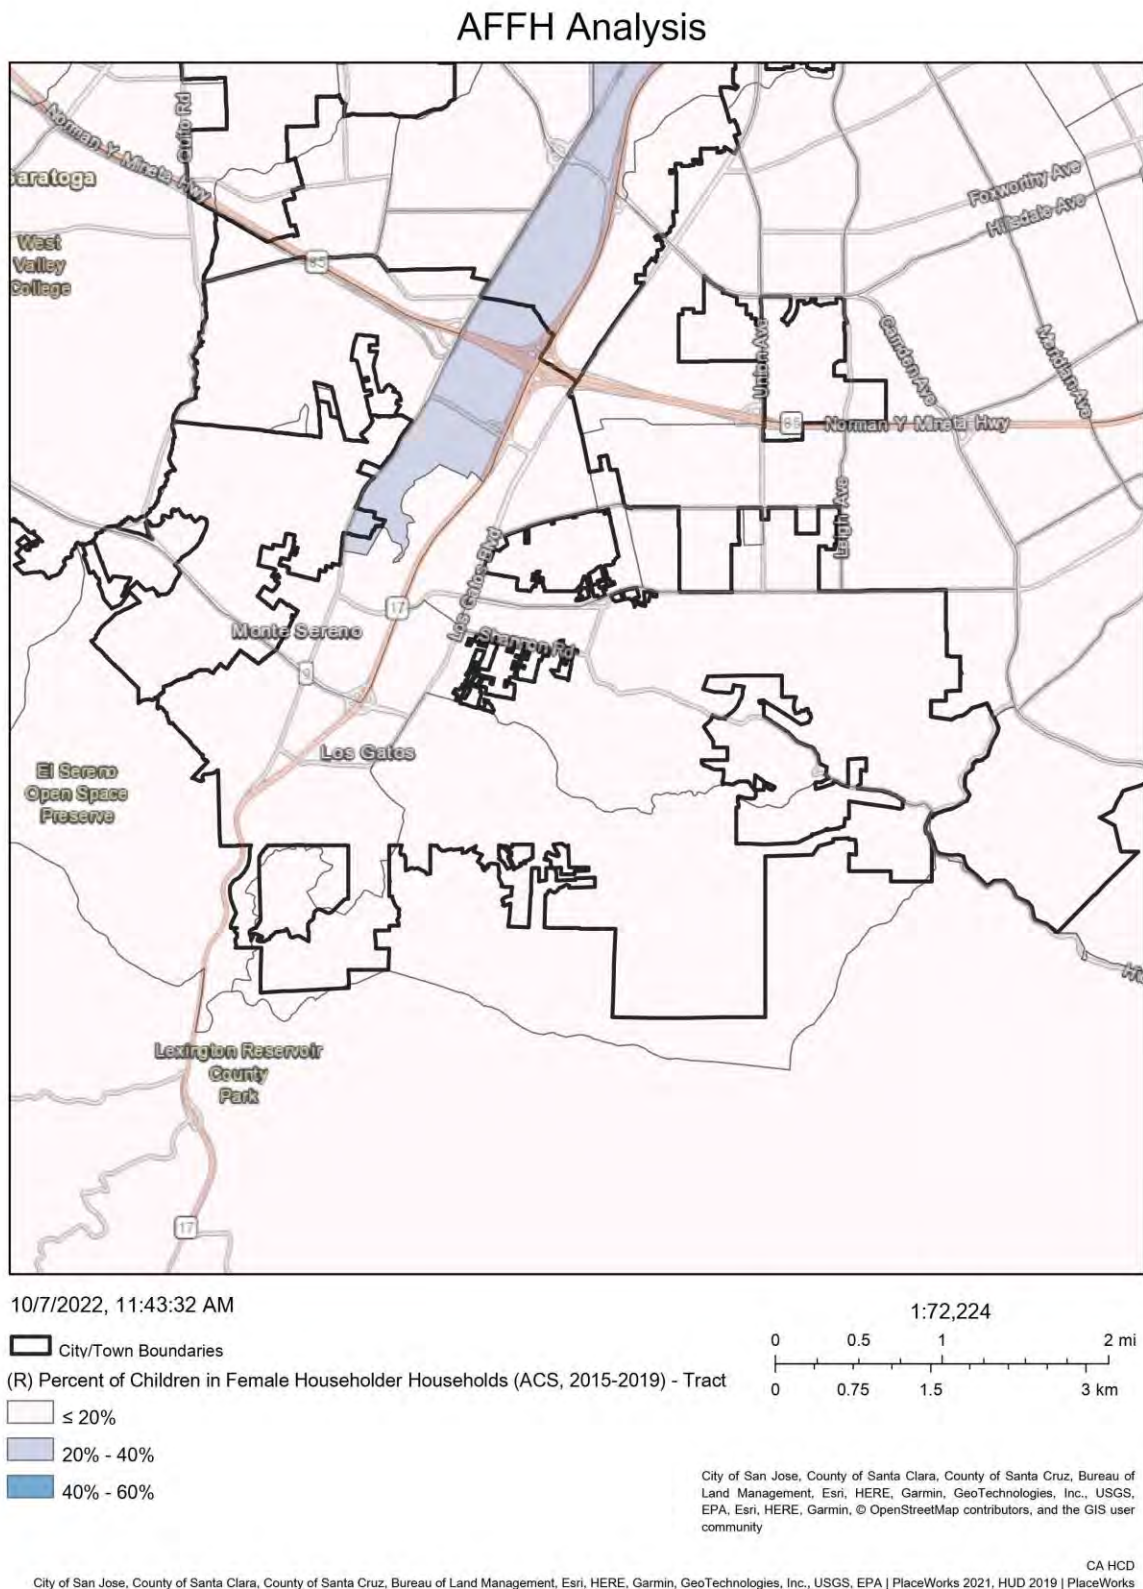 AFFH Analysis
Quito Rd
Norman Y Mineta Hwy
Saratoga
West
Valley
College
85
Foxworthy Ave
Hillsdale Ave
Union Ave
Camden Ave
Meridian Ave
85
Norman Y Mineta Hwy
Leigh Ave
Los Gatos Blvd
17
Monte Sereno
Shannon Rd
9
Los Gatos
El Sereno
Open Space
Preserve
Lexington Reservoir
County
Park
17
10/7/2022, 11:43:32 AM
1:72,224
0 0.5 1 2 mi
0 0.75 1.5 3 km
City/Town Boundaries
(R) Percent of Children in Female Householder Households (ACS, 2015-2019) - Tract
≤ 20%
20% - 40%
40% - 60%
City of San Jose, County of Santa Clara, County of Santa Cruz, Bureau of
Land Management, Esri, HERE, Garmin, GeoTechnologies, Inc., USGS,
EPA, Esri, HERE, Garmin, © OpenStreetMap contributors, and the GIS user
community
CA HCD
City of San Jose, County of Santa Clara, County of Santa Cruz, Bureau of Land Management, Esri, HERE, Garmin, GeoTechnologies, Inc., USGS, EPA | PlaceWorks 2021, HUD 2019 | PlaceWorks